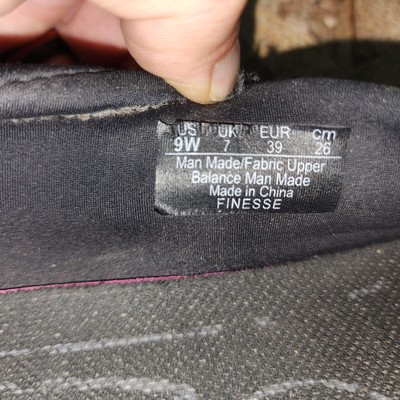 US UK EUR cm
9W 7 39 26
Man Made/Fabric Upper
Balance Man Made
Made in China
FINESSE